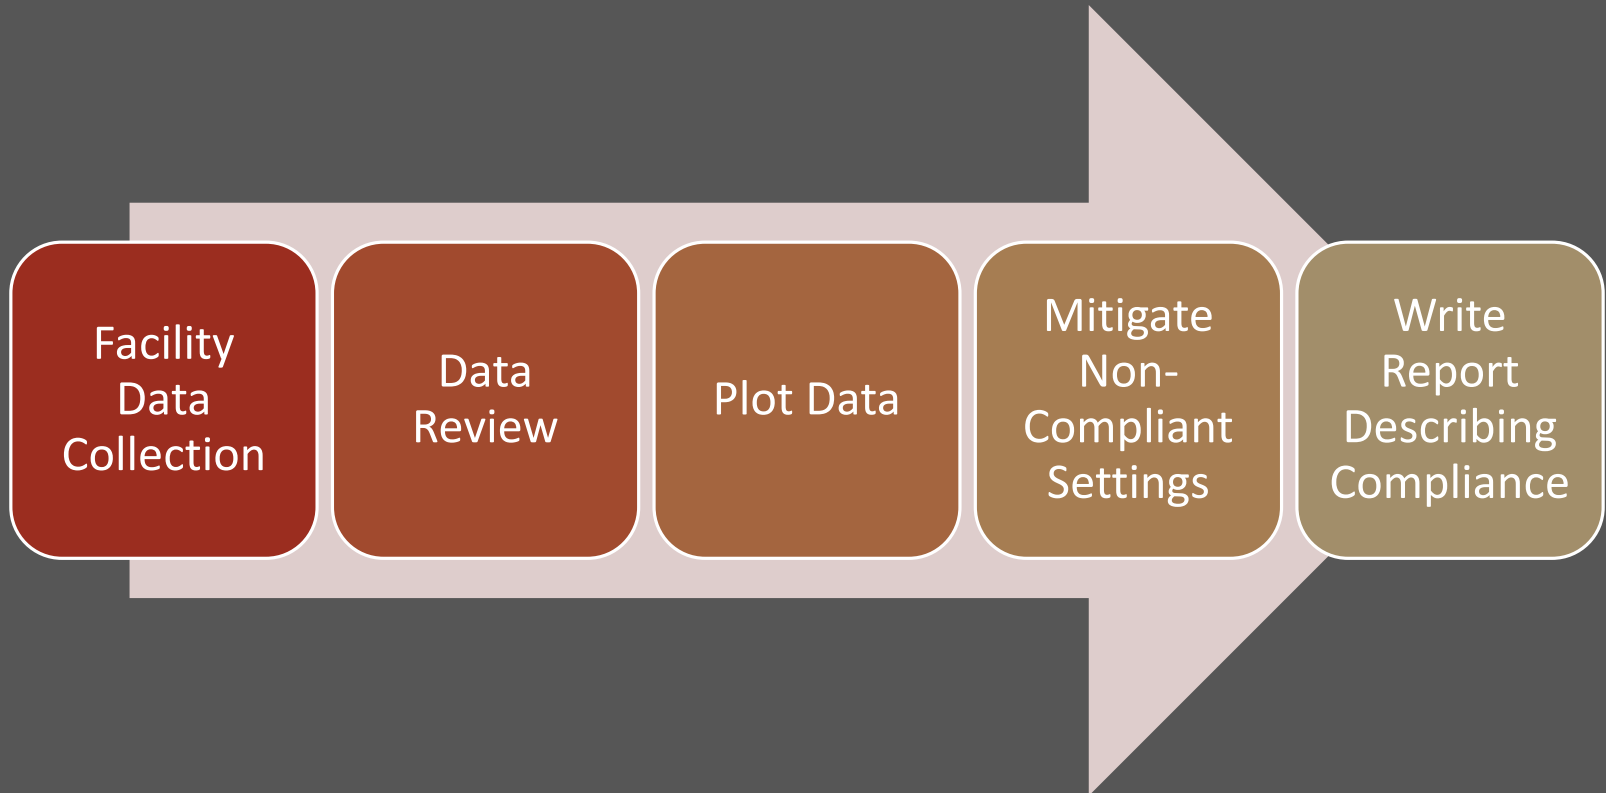 Facility
Data
Collection
Data
Review
Plot Data
Mitigate
Non-
Compliant
Settings
Write
Report
Describing
Compliance